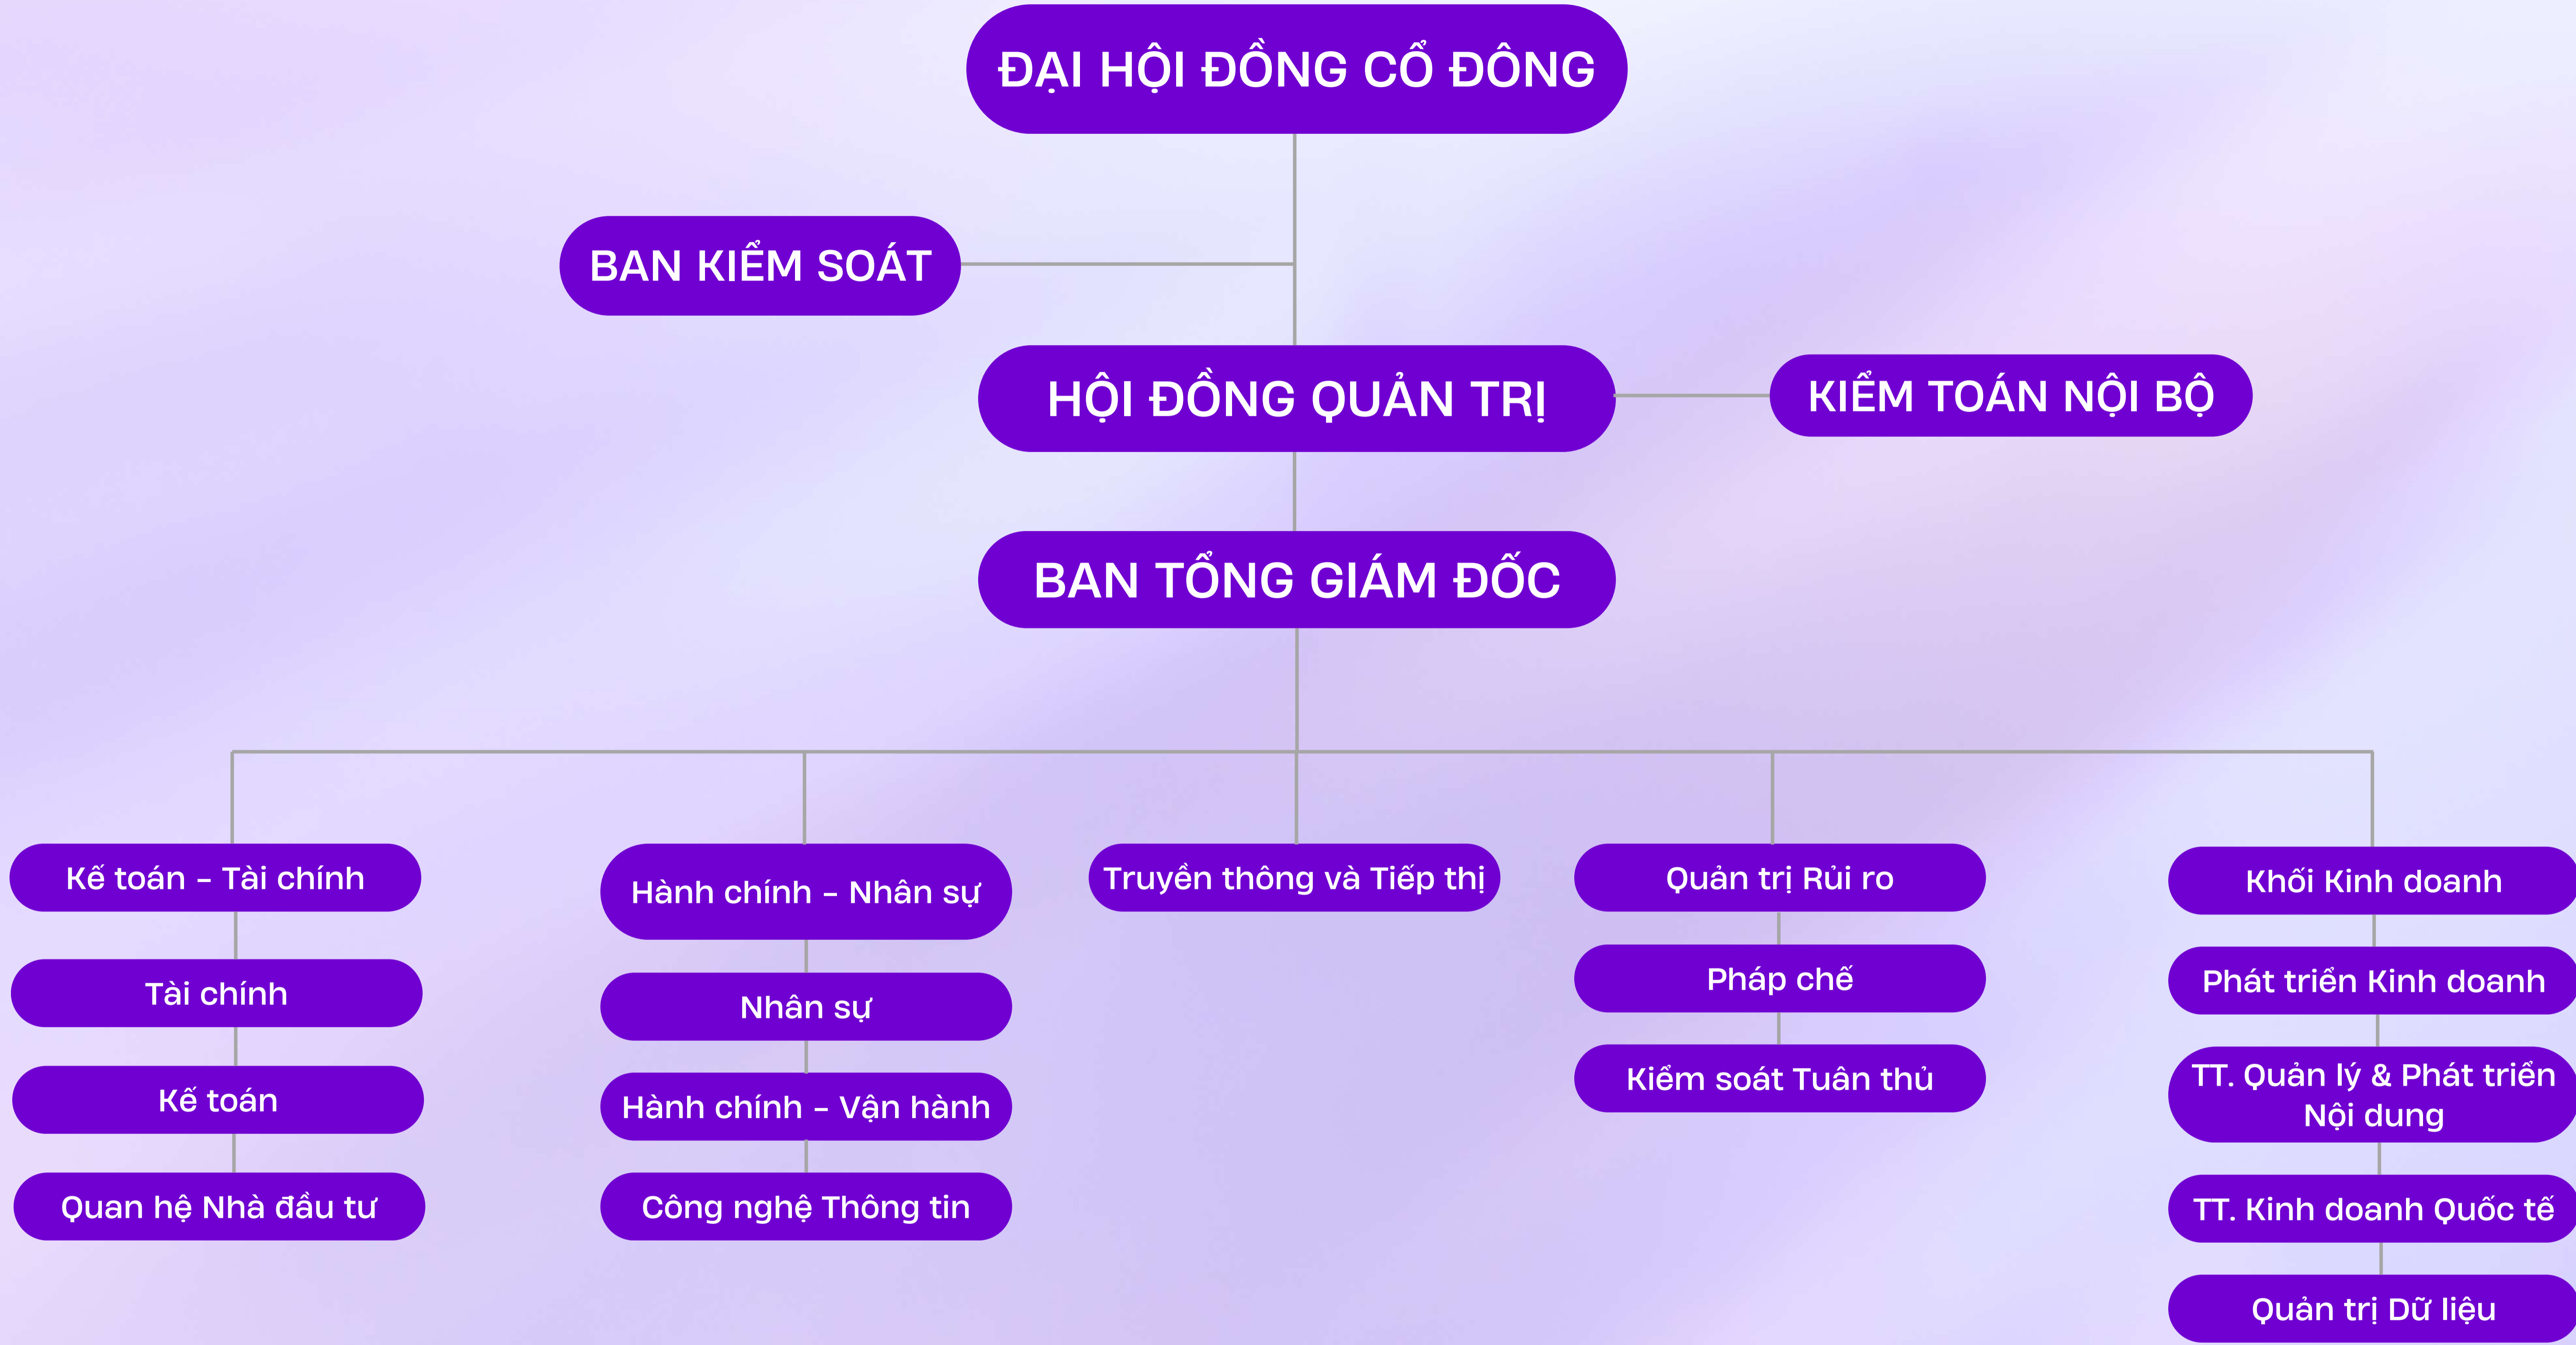 ĐẠI HỘI ĐỒNG CỔ ĐÔNG
BAN KIỂM SOÁT
HỘI ĐỒNG QUẢN TRỊ
KIỂM TOÁN NỘI BỘ
BAN TỔNG GIÁM ĐỐC
Kế toán - Tài chính
Tài chính
Kế toán
Quan hệ Nhà đầu tư
Hành chính - Nhân sự
Nhân sự
Hành chính - Vận hành
Công nghệ Thông tin
Truyền thông và Tiếp thị
Quản trị Rủi ro
Pháp chế
Kiểm soát Tuân thủ
Khối Kinh doanh
Phát triển Kinh doanh
TT. Quản lý & Phát triển
Nội dung
TT. Kinh doanh Quốc tế
Quản trị Dữ liệu